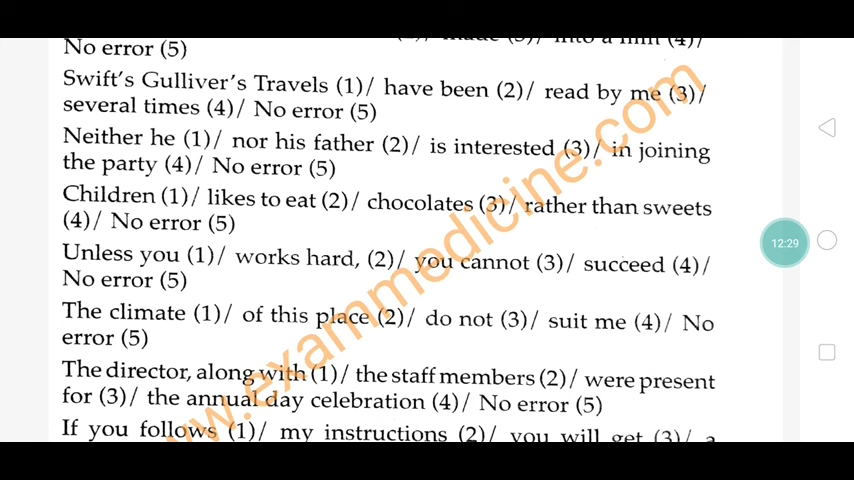 made (3)/ into a film (4)/
No error (5)
Swift's Gulliver's Travels (1)/ have been (2)/ read by me (3)/
several times (4)/ No error (5)
Neither he (1)/ nor his father (2)/ is interested (3)/ in joining
the party (4)/ No error (5)
Children (1)/ likes to eat (2)/ chocolates (3)/ rather than sweets
(4)/ No error (5)
Unless you (1)/ works hard, (2)/ you cannot (3)/ succeed (4)/
No error (5)
The climate (1)/ of this place (2)/ do not (3)/ suit me (4)/ No
error (5)
The director, along with (1)/ the staff members (2)/ were present
for (3)/ the annual day celebration (4)/ No error (5)
If you follows (1)/ my instructions (2)/ you will get (3)/ a
www.exammedicine.com
12:29